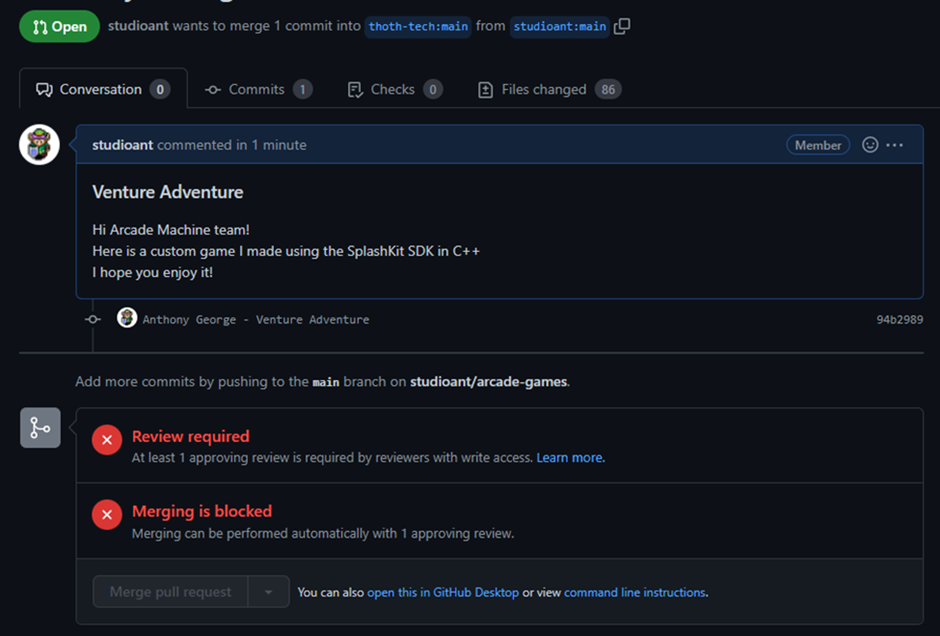 Open studioant wants to merge 1 commit into thoth-tech:main from studioant:main
Conversation 0 Commits 1 Checks 0 Files changed 86
studioant commented in 1 minute Member
Venture Adventure
Hi Arcade Machine team!
Here is a custom game I made using the SplashKit SDK in C++
I hope you enjoy it!
Anthony George - Venture Adventure 94b2989
Add more commits by pushing to the main branch on studioant/arcade-games.
Review required
At least 1 approving review is required by reviewers with write access. Learn more.
Merging is blocked
Merging can be performed automatically with 1 approving review.
Merge pull request You can also open this in GitHub Desktop or view command line instructions.